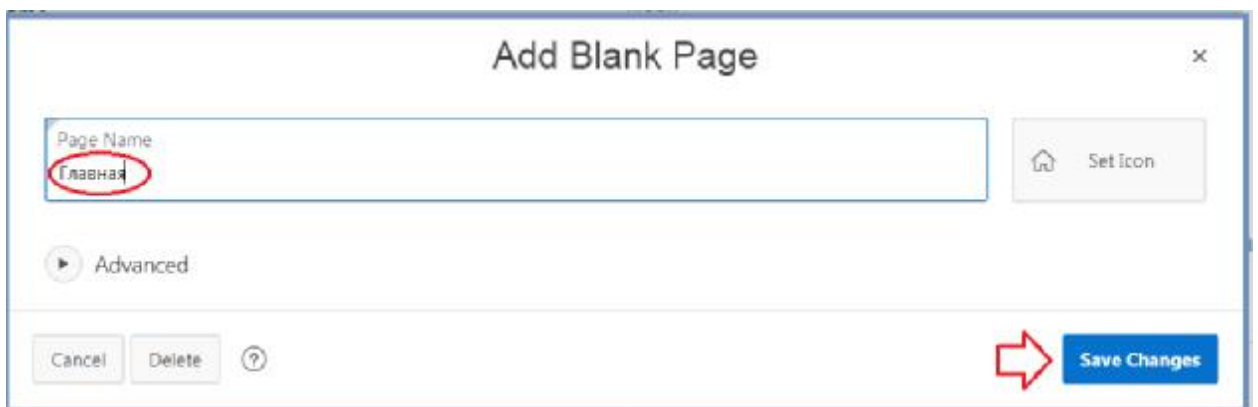 Add Blank Page
×
Page Name
Главная
Set Icon
Advanced
Cancel Delete ?
Save Changes